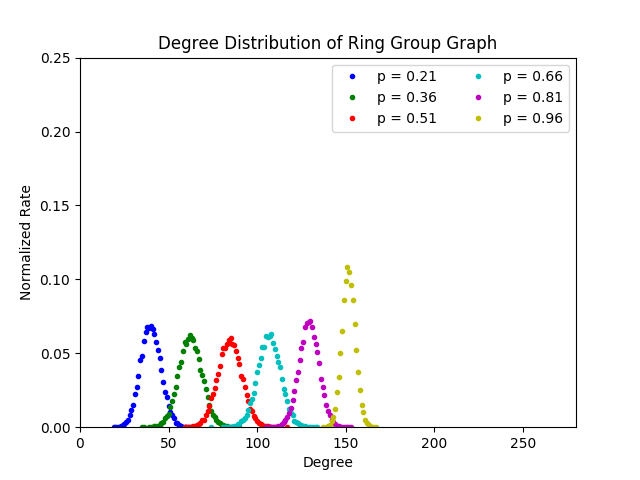 Degree Distribution of Ring Group Graph
0.25
0.20
0.15
0.10
0.05
0.00
Normalized Rate
p = 0.21
p = 0.36
p = 0.51
p = 0.66
p = 0.81
p = 0.96
0 50 100 150 200 250
Degree